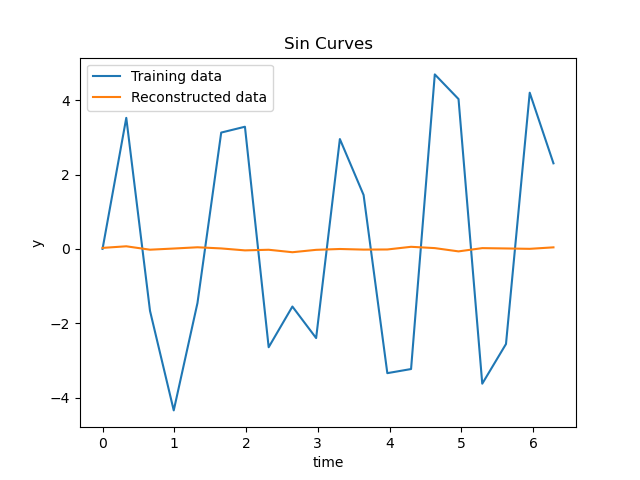 Sin Curves
Training data
Reconstructed data
4
2
0
−2
−4
y
0 1 2 3 4 5 6
time